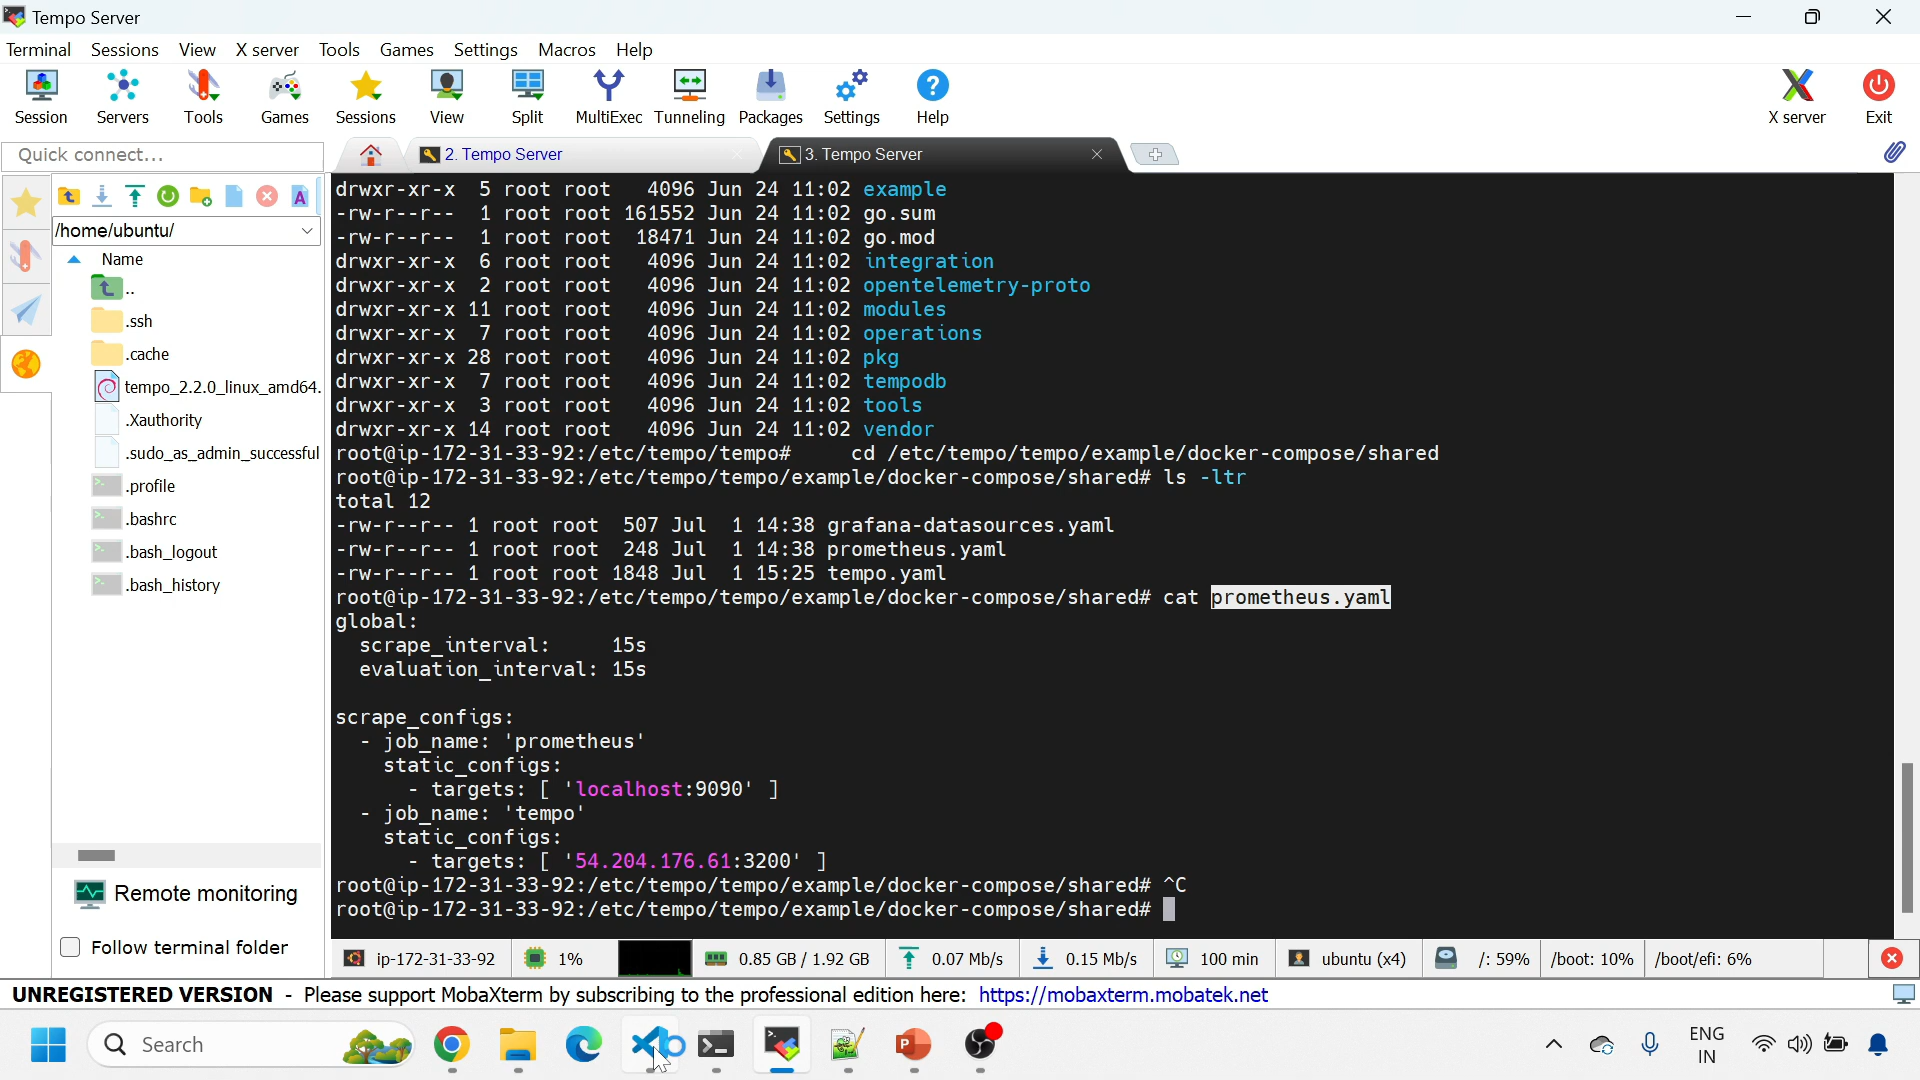 Tempo Server
Terminal Sessions View X server Tools Games Settings Macros Help
Session Servers Tools Games Sessions View Split MultiExec Tunneling Packages Settings Help X server Exit
Quick connect...
2. Tempo Server
3. Tempo Server
/home/ubuntu/
Name
..
.ssh
.cache
tempo_2.2.0_linux_amd64.
.Xauthority
.sudo_as_admin_successful
.profile
.bashrc
.bash_logout
.bash_history
Remote monitoring
Follow terminal folder
drwxr-xr-x  5 root root   4096 Jun 24 11:02 example
-rw-r--r--  1 root root 161552 Jun 24 11:02 go.sum
-rw-r--r--  1 root root  18471 Jun 24 11:02 go.mod
drwxr-xr-x  6 root root   4096 Jun 24 11:02 integration
drwxr-xr-x  2 root root   4096 Jun 24 11:02 opentelemetry-proto
drwxr-xr-x 11 root root   4096 Jun 24 11:02 modules
drwxr-xr-x  7 root root   4096 Jun 24 11:02 operations
drwxr-xr-x 28 root root   4096 Jun 24 11:02 pkg
drwxr-xr-x  7 root root   4096 Jun 24 11:02 tempodb
drwxr-xr-x  3 root root   4096 Jun 24 11:02 tools
drwxr-xr-x 14 root root   4096 Jun 24 11:02 vendor
root@ip-172-31-33-92:/etc/tempo/tempo#     cd /etc/tempo/tempo/example/docker-compose/shared
root@ip-172-31-33-92:/etc/tempo/tempo/example/docker-compose/shared# ls -ltr
total 12
-rw-r--r-- 1 root root  507 Jul  1 14:38 grafana-datasources.yaml
-rw-r--r-- 1 root root  248 Jul  1 14:38 prometheus.yaml
-rw-r--r-- 1 root root 1848 Jul  1 15:25 tempo.yaml
root@ip-172-31-33-92:/etc/tempo/tempo/example/docker-compose/shared# cat prometheus.yaml
global:
  scrape_interval:     15s
  evaluation_interval: 15s
scrape_configs:
  - job_name: 'prometheus'
    static_configs:
      - targets: [ 'localhost:9090' ]
  - job_name: 'tempo'
    static_configs:
      - targets: [ '54.204.176.61:3200' ]
root@ip-172-31-33-92:/etc/tempo/tempo/example/docker-compose/shared# ^C
root@ip-172-31-33-92:/etc/tempo/tempo/example/docker-compose/shared#
ip-172-31-33-92 1% 0.85 GB / 1.92 GB 0.07 Mb/s 0.15 Mb/s 100 min ubuntu (x4) /: 59% /boot: 10% /boot/efi: 6%
UNREGISTERED VERSION - Please support MobaXterm by subscribing to the professional edition here: https://mobaxterm.mobatek.net
Search
ENG
IN